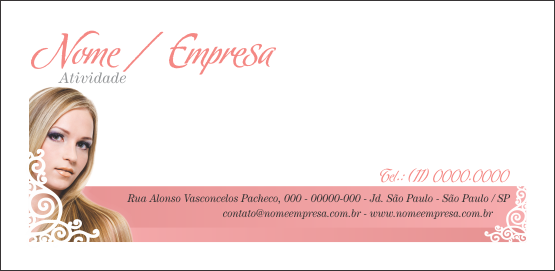 Nome / Empresa
Atividade
Tel.: (11) 0000.0000
Rua Alonso Vasconcelos Pacheco, 000 - 00000-000 - Jd. São Paulo - São Paulo / SP
contato@nomeempresa.com.br - www.nomeempresa.com.br